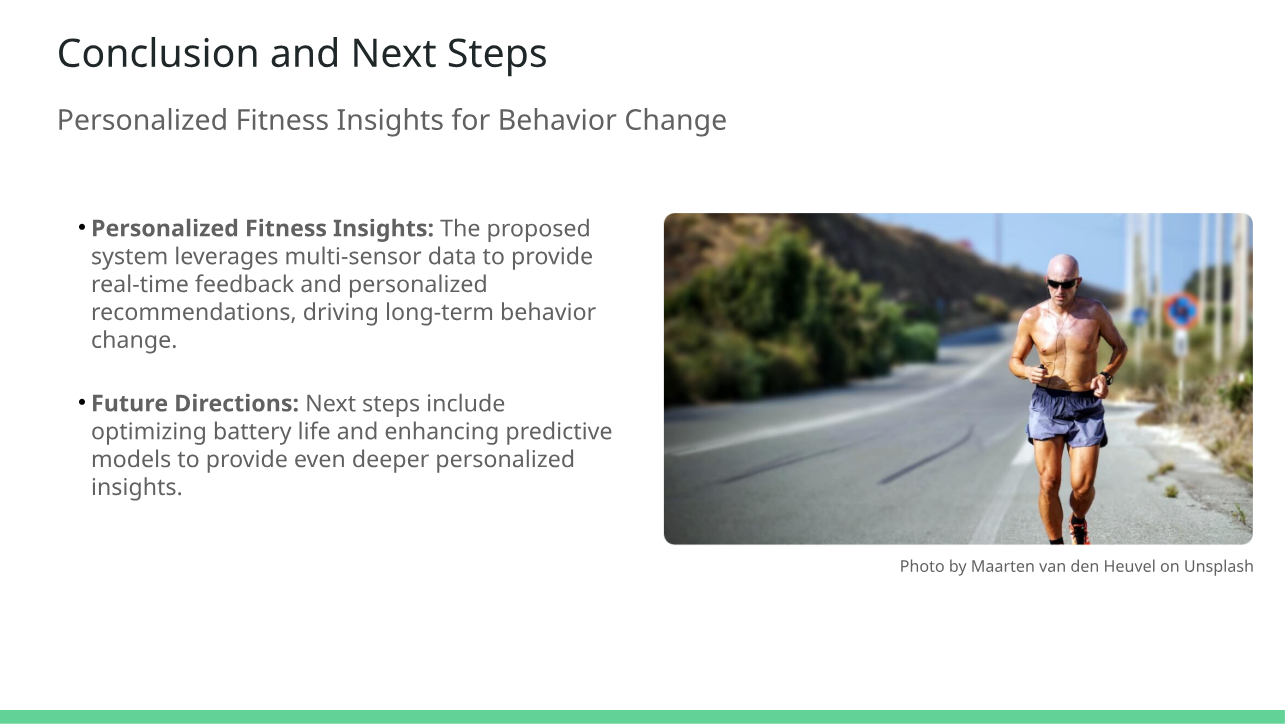 Conclusion and Next Steps
Personalized Fitness Insights for Behavior Change
• Personalized Fitness Insights: The proposed
system leverages multi-sensor data to provide
real-time feedback and personalized
recommendations, driving long-term behavior
change.
• Future Directions: Next steps include
optimizing battery life and enhancing predictive
models to provide even deeper personalized
insights.
Photo by Maarten van den Heuvel on Unsplash